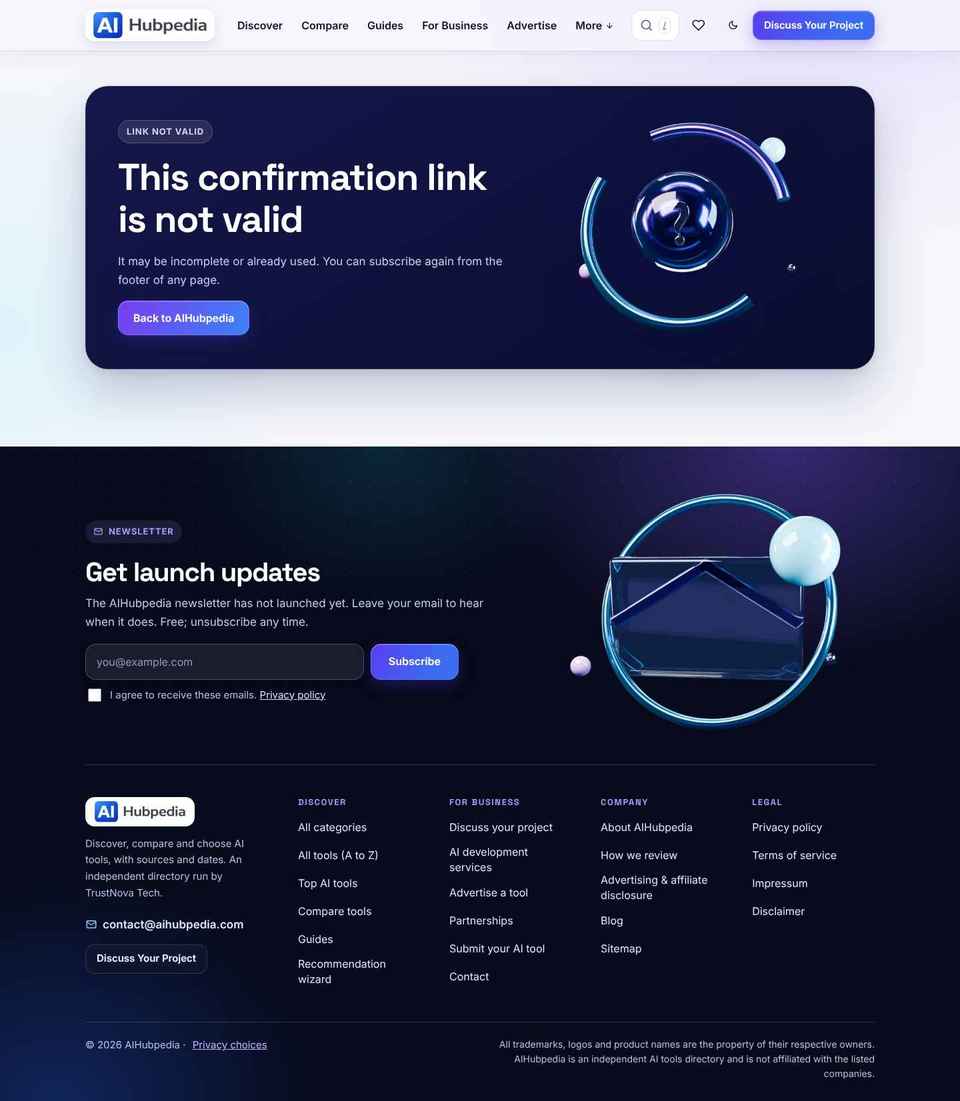 AI Hubpedia
Discover
Compare
Guides
For Business
Advertise
More ↓
/
Discuss Your Project
LINK NOT VALID
This confirmation link
is not valid
It may be incomplete or already used. You can subscribe again from the
footer of any page.
Back to AIHubpedia
?
NEWSLETTER
Get launch updates
The AIHubpedia newsletter has not launched yet. Leave your email to hear
when it does. Free; unsubscribe any time.
you@example.com
Subscribe
I agree to receive these emails. Privacy policy
AI Hubpedia
Discover, compare and choose AI
tools, with sources and dates. An
independent directory run by
TrustNova Tech.
contact@aihubpedia.com
Discuss Your Project
DISCOVER
All categories
All tools (A to Z)
Top AI tools
Compare tools
Guides
Recommendation
wizard
FOR BUSINESS
Discuss your project
AI development
services
Advertise a tool
Partnerships
Submit your AI tool
Contact
COMPANY
About AIHubpedia
How we review
Advertising & affiliate
disclosure
Blog
Sitemap
LEGAL
Privacy policy
Terms of service
Impressum
Disclaimer
© 2026 AIHubpedia · Privacy choices
All trademarks, logos and product names are the property of their respective owners.
AIHubpedia is an independent AI tools directory and is not affiliated with the listed
companies.